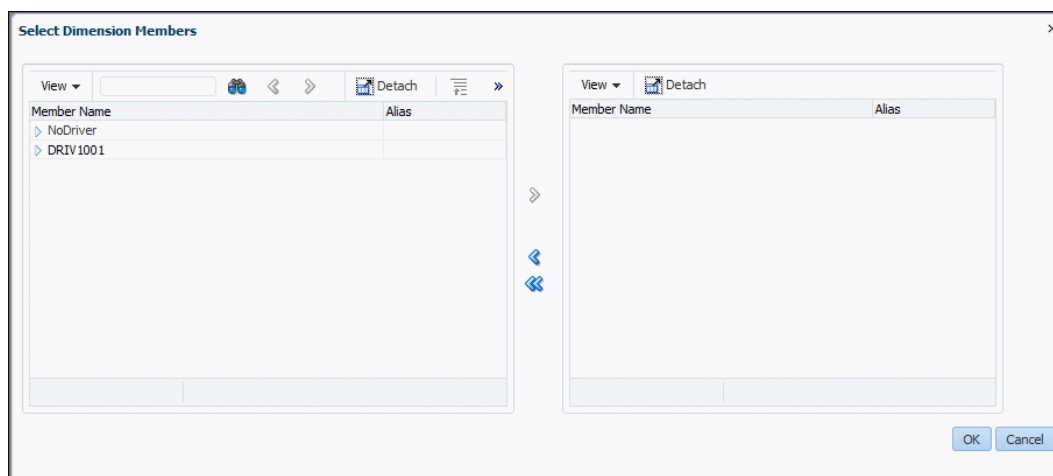 Select Dimension Members
View
Detach
Member Name Alias
NoDriver
DRIV1001
View
Detach
Member Name Alias
OK Cancel